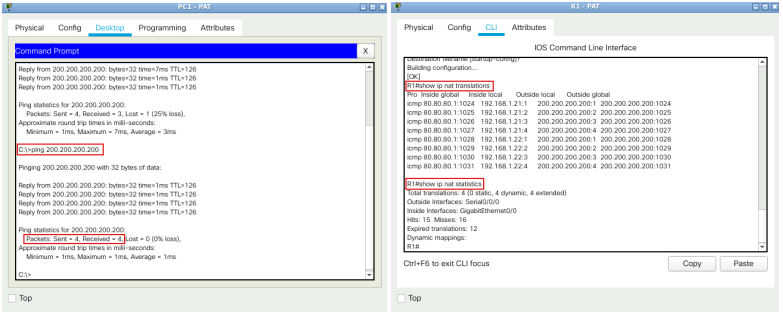 PC1 - PAT
Physical Config Desktop Programming Attributes
Command Prompt X
Reply from 200.200.200.200: bytes=32 time=7ms TTL=126
Reply from 200.200.200.200: bytes=32 time=1ms TTL=126
Reply from 200.200.200.200: bytes=32 time=1ms TTL=126
Ping statistics for 200.200.200.200:
Packets: Sent = 4, Received = 3, Lost = 1 (25% loss),
Approximate round trip times in milli-seconds:
Minimum = 1ms, Maximum = 7ms, Average = 3ms
C:\>ping 200.200.200.200
Pinging 200.200.200.200 with 32 bytes of data:
Reply from 200.200.200.200: bytes=32 time=1ms TTL=126
Reply from 200.200.200.200: bytes=32 time=1ms TTL=126
Reply from 200.200.200.200: bytes=32 time=1ms TTL=126
Reply from 200.200.200.200: bytes=32 time=1ms TTL=126
Ping statistics for 200.200.200.200:
Packets: Sent = 4, Received = 4, Lost = 0 (0% loss),
Approximate round trip times in milli-seconds:
Minimum = 1ms, Maximum = 1ms, Average = 1ms
C:\>
Top
R1 - PAT
Physical Config CLI Attributes
IOS Command Line Interface
Destination filename [startup-config]?
Building configuration...
[OK]
R1#show ip nat translations
Pro Inside global Inside local Outside local Outside global
icmp 80.80.80.1:1024 192.168.1.21:1 200.200.200.200:1 200.200.200.200:1024
icmp 80.80.80.1:1025 192.168.1.21:2 200.200.200.200:2 200.200.200.200:1025
icmp 80.80.80.1:1026 192.168.1.21:3 200.200.200.200:3 200.200.200.200:1026
icmp 80.80.80.1:1027 192.168.1.21:4 200.200.200.200:4 200.200.200.200:1027
icmp 80.80.80.1:1028 192.168.1.22:1 200.200.200.200:1 200.200.200.200:1028
icmp 80.80.80.1:1029 192.168.1.22:2 200.200.200.200:2 200.200.200.200:1029
icmp 80.80.80.1:1030 192.168.1.22:3 200.200.200.200:3 200.200.200.200:1030
icmp 80.80.80.1:1031 192.168.1.22:4 200.200.200.200:4 200.200.200.200:1031
R1#show ip nat statistics
Total translations: 4 (0 static, 4 dynamic, 4 extended)
Outside Interfaces: Serial0/0/0
Inside Interfaces: GigabitEthernet0/0
Hits: 15 Misses: 16
Expired translations: 12
Dynamic mappings:
R1#
Ctrl+F6 to exit CLI focus Copy Paste
Top